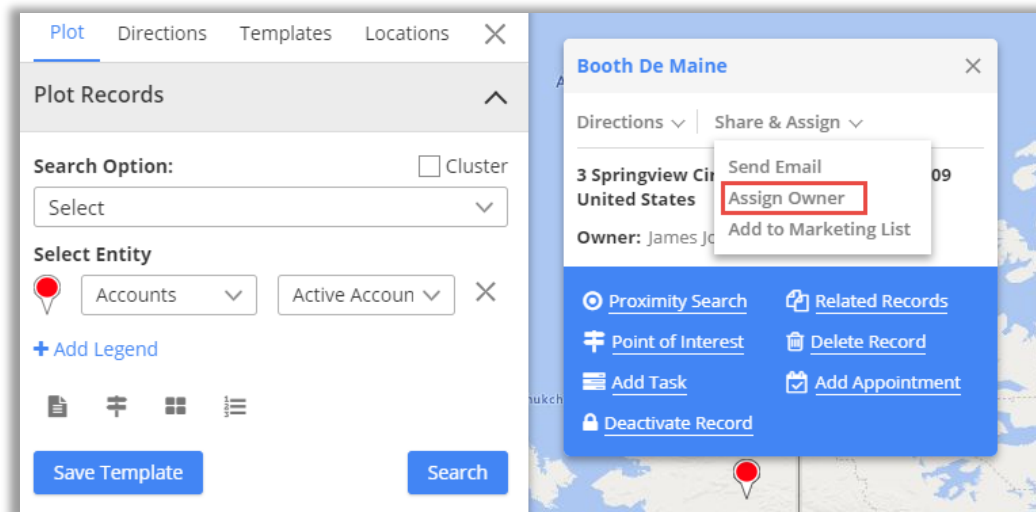 Plot Directions Templates Locations
Plot Records
Search Option: Cluster
Select
Select Entity
Accounts Active Accoun
+ Add Legend
Save Template Search
Booth De Maine
Directions Share & Assign
3 Springview Cir 09
United States
Owner: James Jo
Send Email
Assign Owner
Add to Marketing List
Proximity Search Related Records
Point of Interest Delete Record
Add Task Add Appointment
Deactivate Record